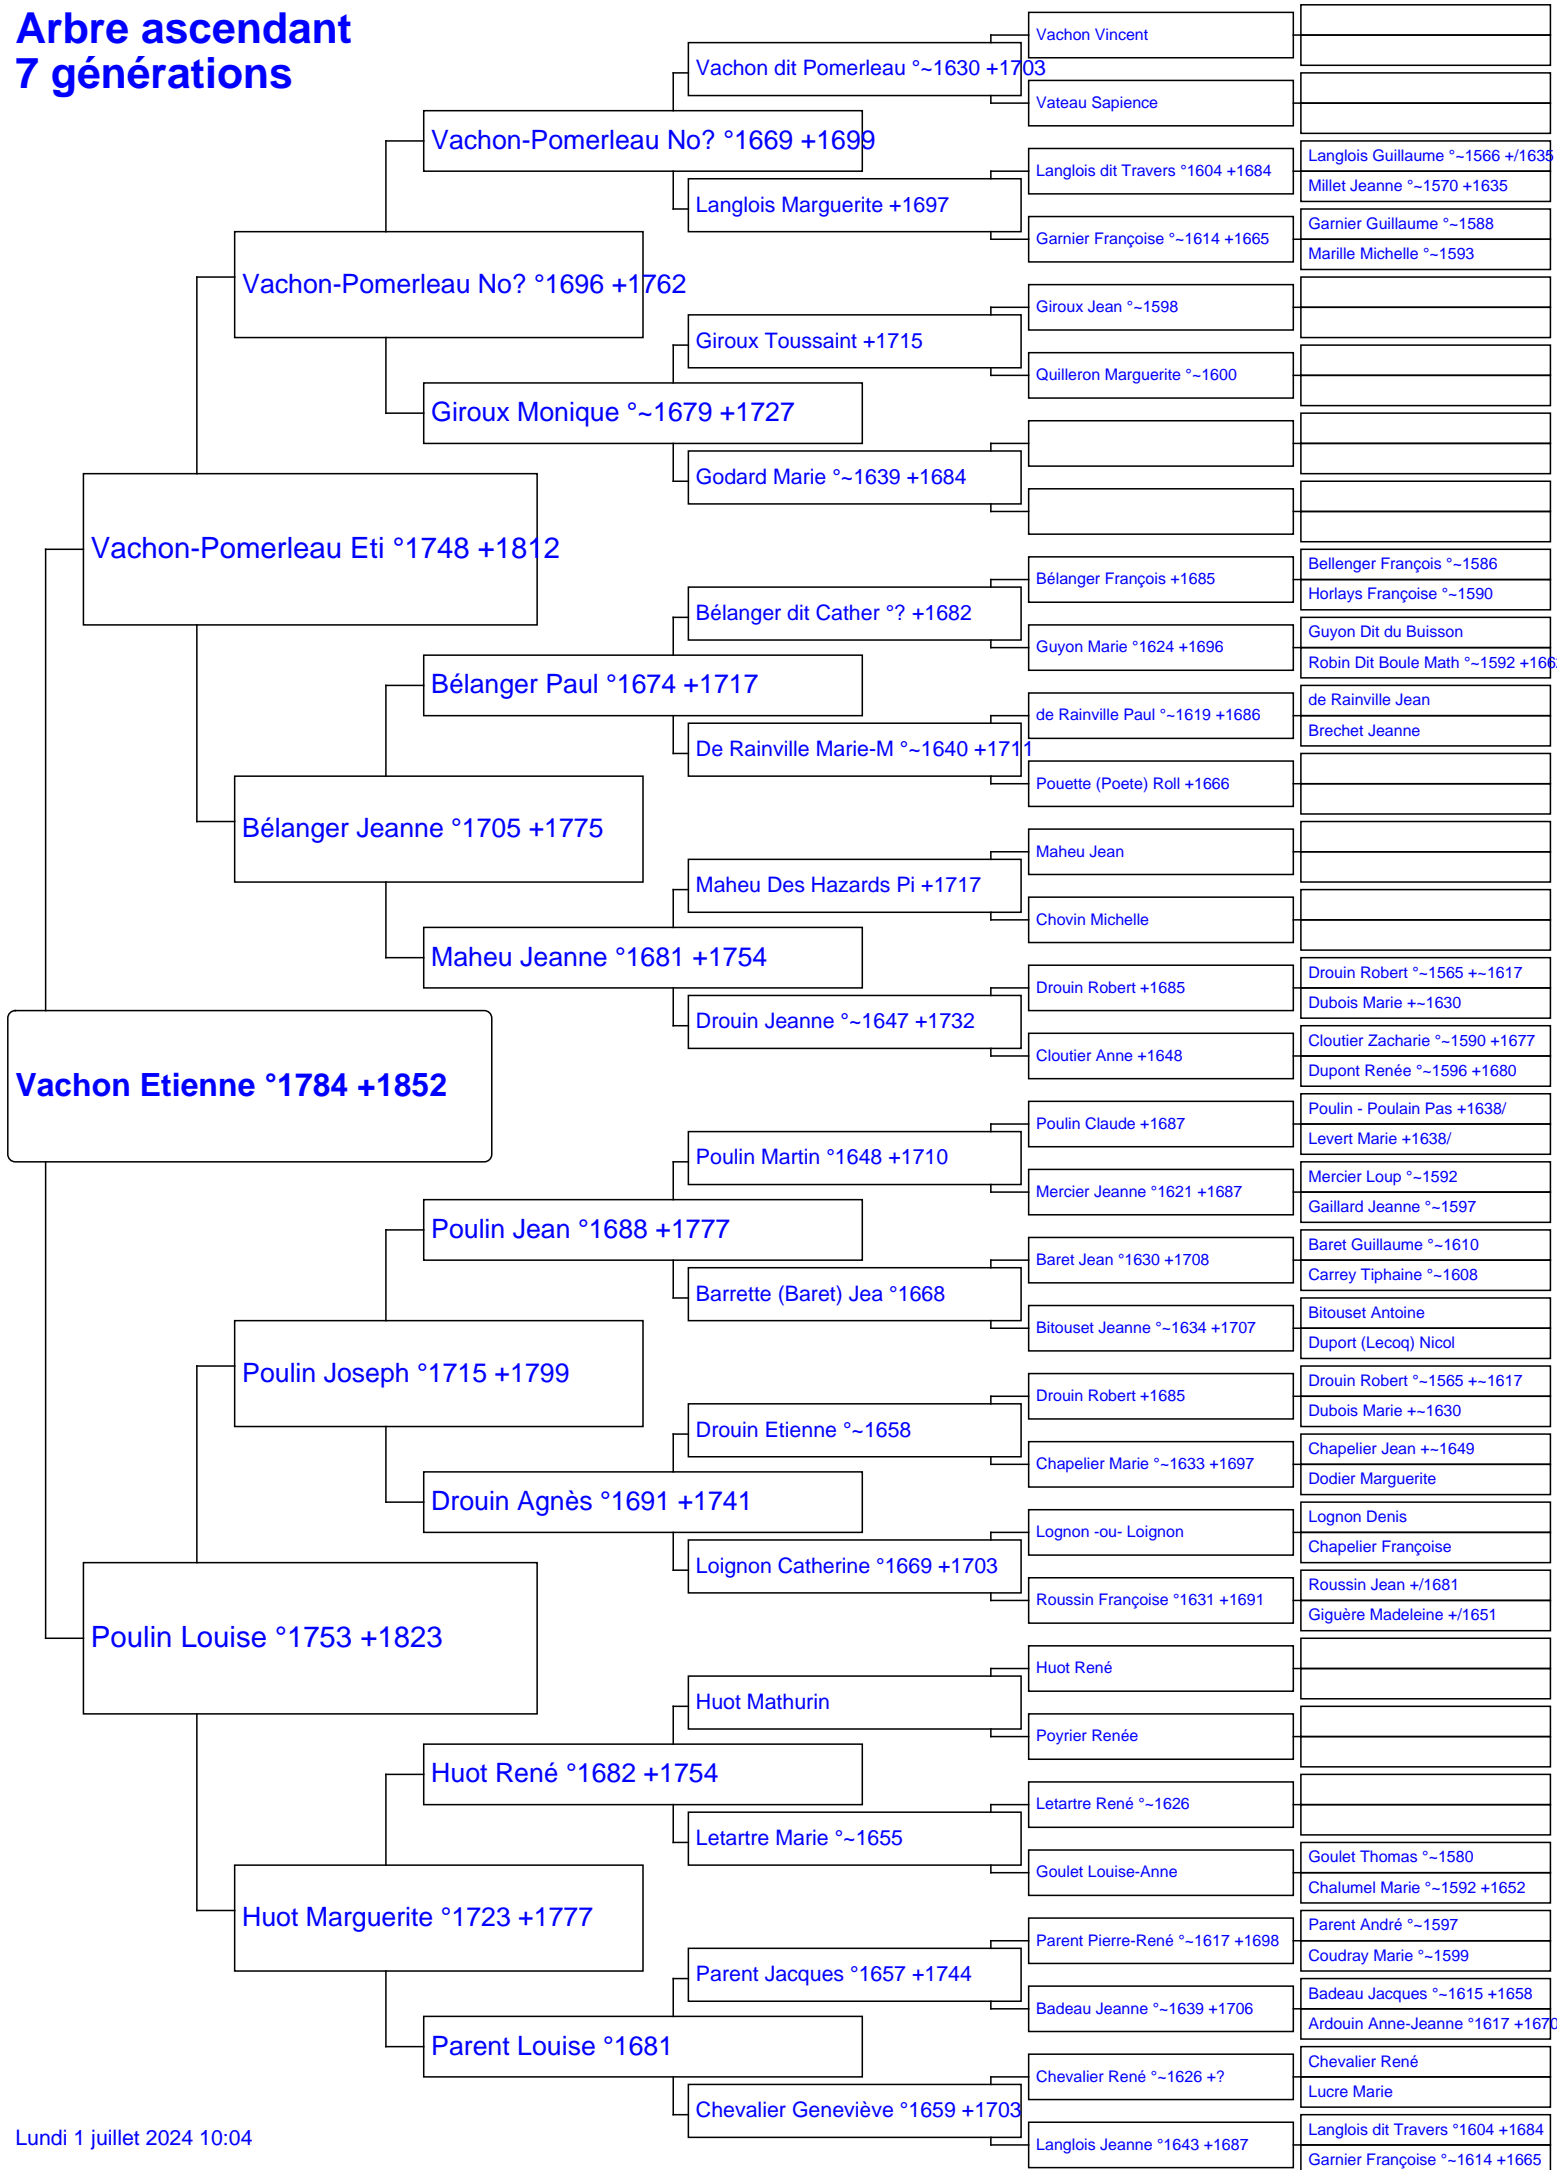 Arbre ascendant
7 générations
Vachon Etienne °1784 +1852
Vachon-Pomerleau Eti °1748 +1812
Poulin Louise °1753 +1823
Vachon-Pomerleau No? °1696 +1762
Bélanger Jeanne °1705 +1775
Poulin Joseph °1715 +1799
Huot Marguerite °1723 +1777
Vachon-Pomerleau No? °1669 +1699
Giroux Monique °~1679 +1727
Bélanger Paul °1674 +1717
Maheu Jeanne °1681 +1754
Poulin Jean °1688 +1777
Drouin Agnès °1691 +1741
Huot René °1682 +1754
Parent Louise °1681
Vachon dit Pomerleau °~1630 +1703
Langlois Marguerite +1697
Giroux Toussaint +1715
Godard Marie °~1639 +1684
Bélanger dit Cather °? +1682
De Rainville Marie-M °~1640 +1711
Maheu Des Hazards Pi +1717
Drouin Jeanne °~1647 +1732
Poulin Martin °1648 +1710
Barrette (Baret) Jea °1668
Drouin Etienne °~1658
Loignon Catherine °1669 +1703
Huot Mathurin
Letartre Marie °~1655
Parent Jacques °1657 +1744
Chevalier Geneviève °1659 +1703
Vachon Vincent
Vateau Sapience
Langlois dit Travers °1604 +1684
Garnier Françoise °~1614 +1665
Giroux Jean °~1598
Quilleron Marguerite °~1600
Bélanger François +1685
Guyon Marie °1624 +1696
de Rainville Paul °~1619 +1686
Pouette (Poete) Roll +1666
Maheu Jean
Chovin Michelle
Drouin Robert +1685
Cloutier Anne +1648
Poulin Claude +1687
Mercier Jeanne °1621 +1687
Baret Jean °1630 +1708
Bitouset Jeanne °~1634 +1707
Drouin Robert +1685
Chapelier Marie °~1633 +1697
Lognon -ou- Loignon
Roussin Françoise °1631 +1691
Huot René
Poyrier Renée
Letartre René °~1626
Goulet Louise-Anne
Parent Pierre-René °~1617 +1698
Badeau Jeanne °~1639 +1706
Chevalier René °~1626 +?
Langlois Jeanne °1643 +1687
Langlois Guillaume °~1566 +/1635
Millet Jeanne °~1570 +1635
Garnier Guillaume °~1588
Marille Michelle °~1593
Bellenger François °~1586
Horlays Françoise °~1590
Guyon Dit du Buisson
Robin Dit Boule Math °~1592 +166
de Rainville Jean
Brechet Jeanne
Drouin Robert °~1565 +~1617
Dubois Marie +~1630
Cloutier Zacharie °~1590 +1677
Dupont Renée °~1596 +1680
Poulin - Poulain Pas +1638/
Levert Marie +1638/
Mercier Loup °~1592
Gaillard Jeanne °~1597
Baret Guillaume °~1610
Carrey Tiphaine °~1608
Bitouset Antoine
Duport (Lecoq) Nicol
Drouin Robert °~1565 +~1617
Dubois Marie +~1630
Chapelier Jean +~1649
Dodier Marguerite
Lognon Denis
Chapelier Françoise
Roussin Jean +/1681
Giguère Madeleine +/1651
Goulet Thomas °~1580
Chalumel Marie °~1592 +1652
Parent André °~1597
Coudray Marie °~1599
Badeau Jacques °~1615 +1658
Ardouin Anne-Jeanne °1617 +1670
Chevalier René
Lucre Marie
Langlois dit Travers °1604 +1684
Garnier Françoise °~1614 +1665
Lundi 1 juillet 2024 10:04